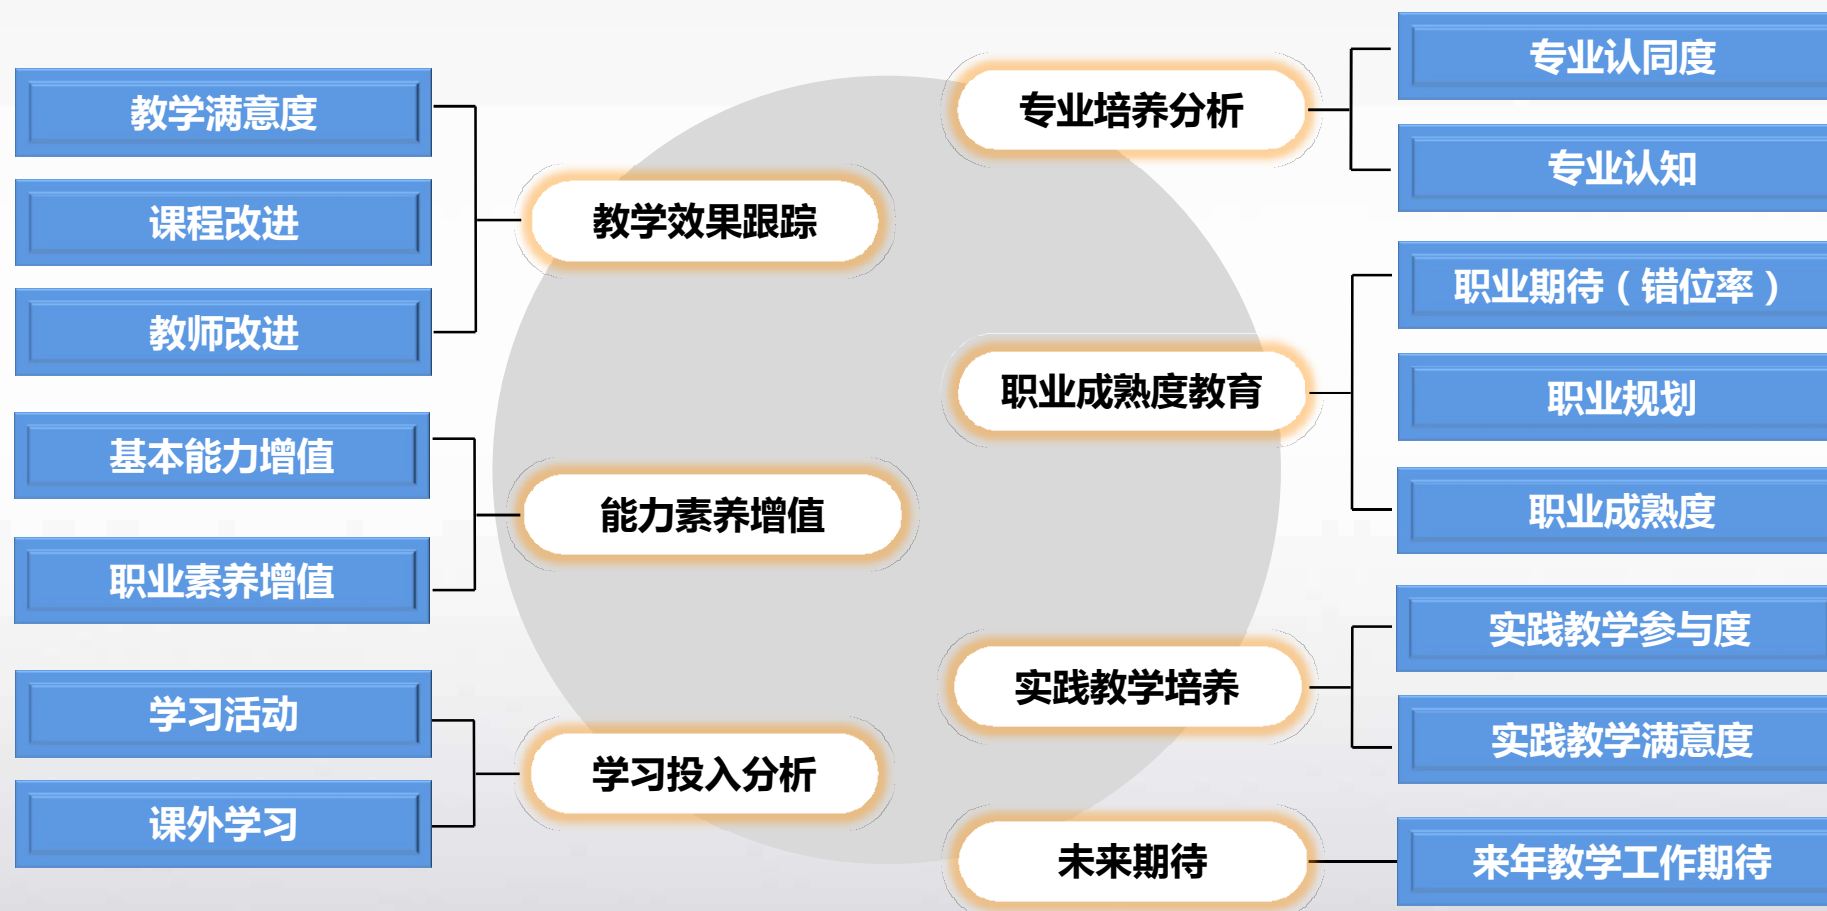 教学满意度
课程改进
教师改进
教学效果跟踪
基本能力增值
职业素养增值
能力素养增值
学习活动
课外学习
学习投入分析
专业培养分析
专业认同度
专业认知
职业成熟度教育
职业期待（错位率）
职业规划
职业成熟度
实践教学培养
实践教学参与度
实践教学满意度
未来期待
来年教学工作期待